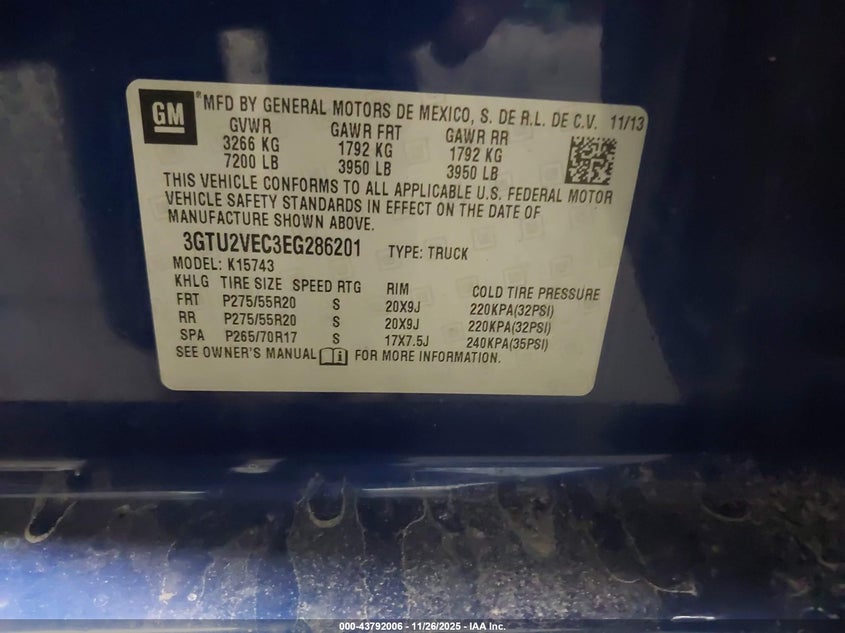 GM ® MFD BY GENERAL MOTORS DE MEXICO, S. DE R.L. DE C.V. 11/13
GVWR GAWR FRT GAWR RR
3266 KG 1792 KG 1792 KG
7200 LB 3950 LB 3950 LB
THIS VEHICLE CONFORMS TO ALL APPLICABLE U.S. FEDERAL MOTOR
VEHICLE SAFETY STANDARDS IN EFFECT ON THE DATE OF
MANUFACTURE SHOWN ABOVE.
3GTU2VEC3EG286201 TYPE: TRUCK
MODEL: K15743
KHLG TIRE SIZE SPEED RTG RIM COLD TIRE PRESSURE
FRT P275/55R20 S 20X9J 220KPA(32PSI)
RR P275/55R20 S 20X9J 220KPA(32PSI)
SPA P265/70R17 S 17X7.5J 240KPA(35PSI)
SEE OWNER'S MANUAL FOR MORE INFORMATION.
000-43792006 - 11/26/2025 - IAA Inc.